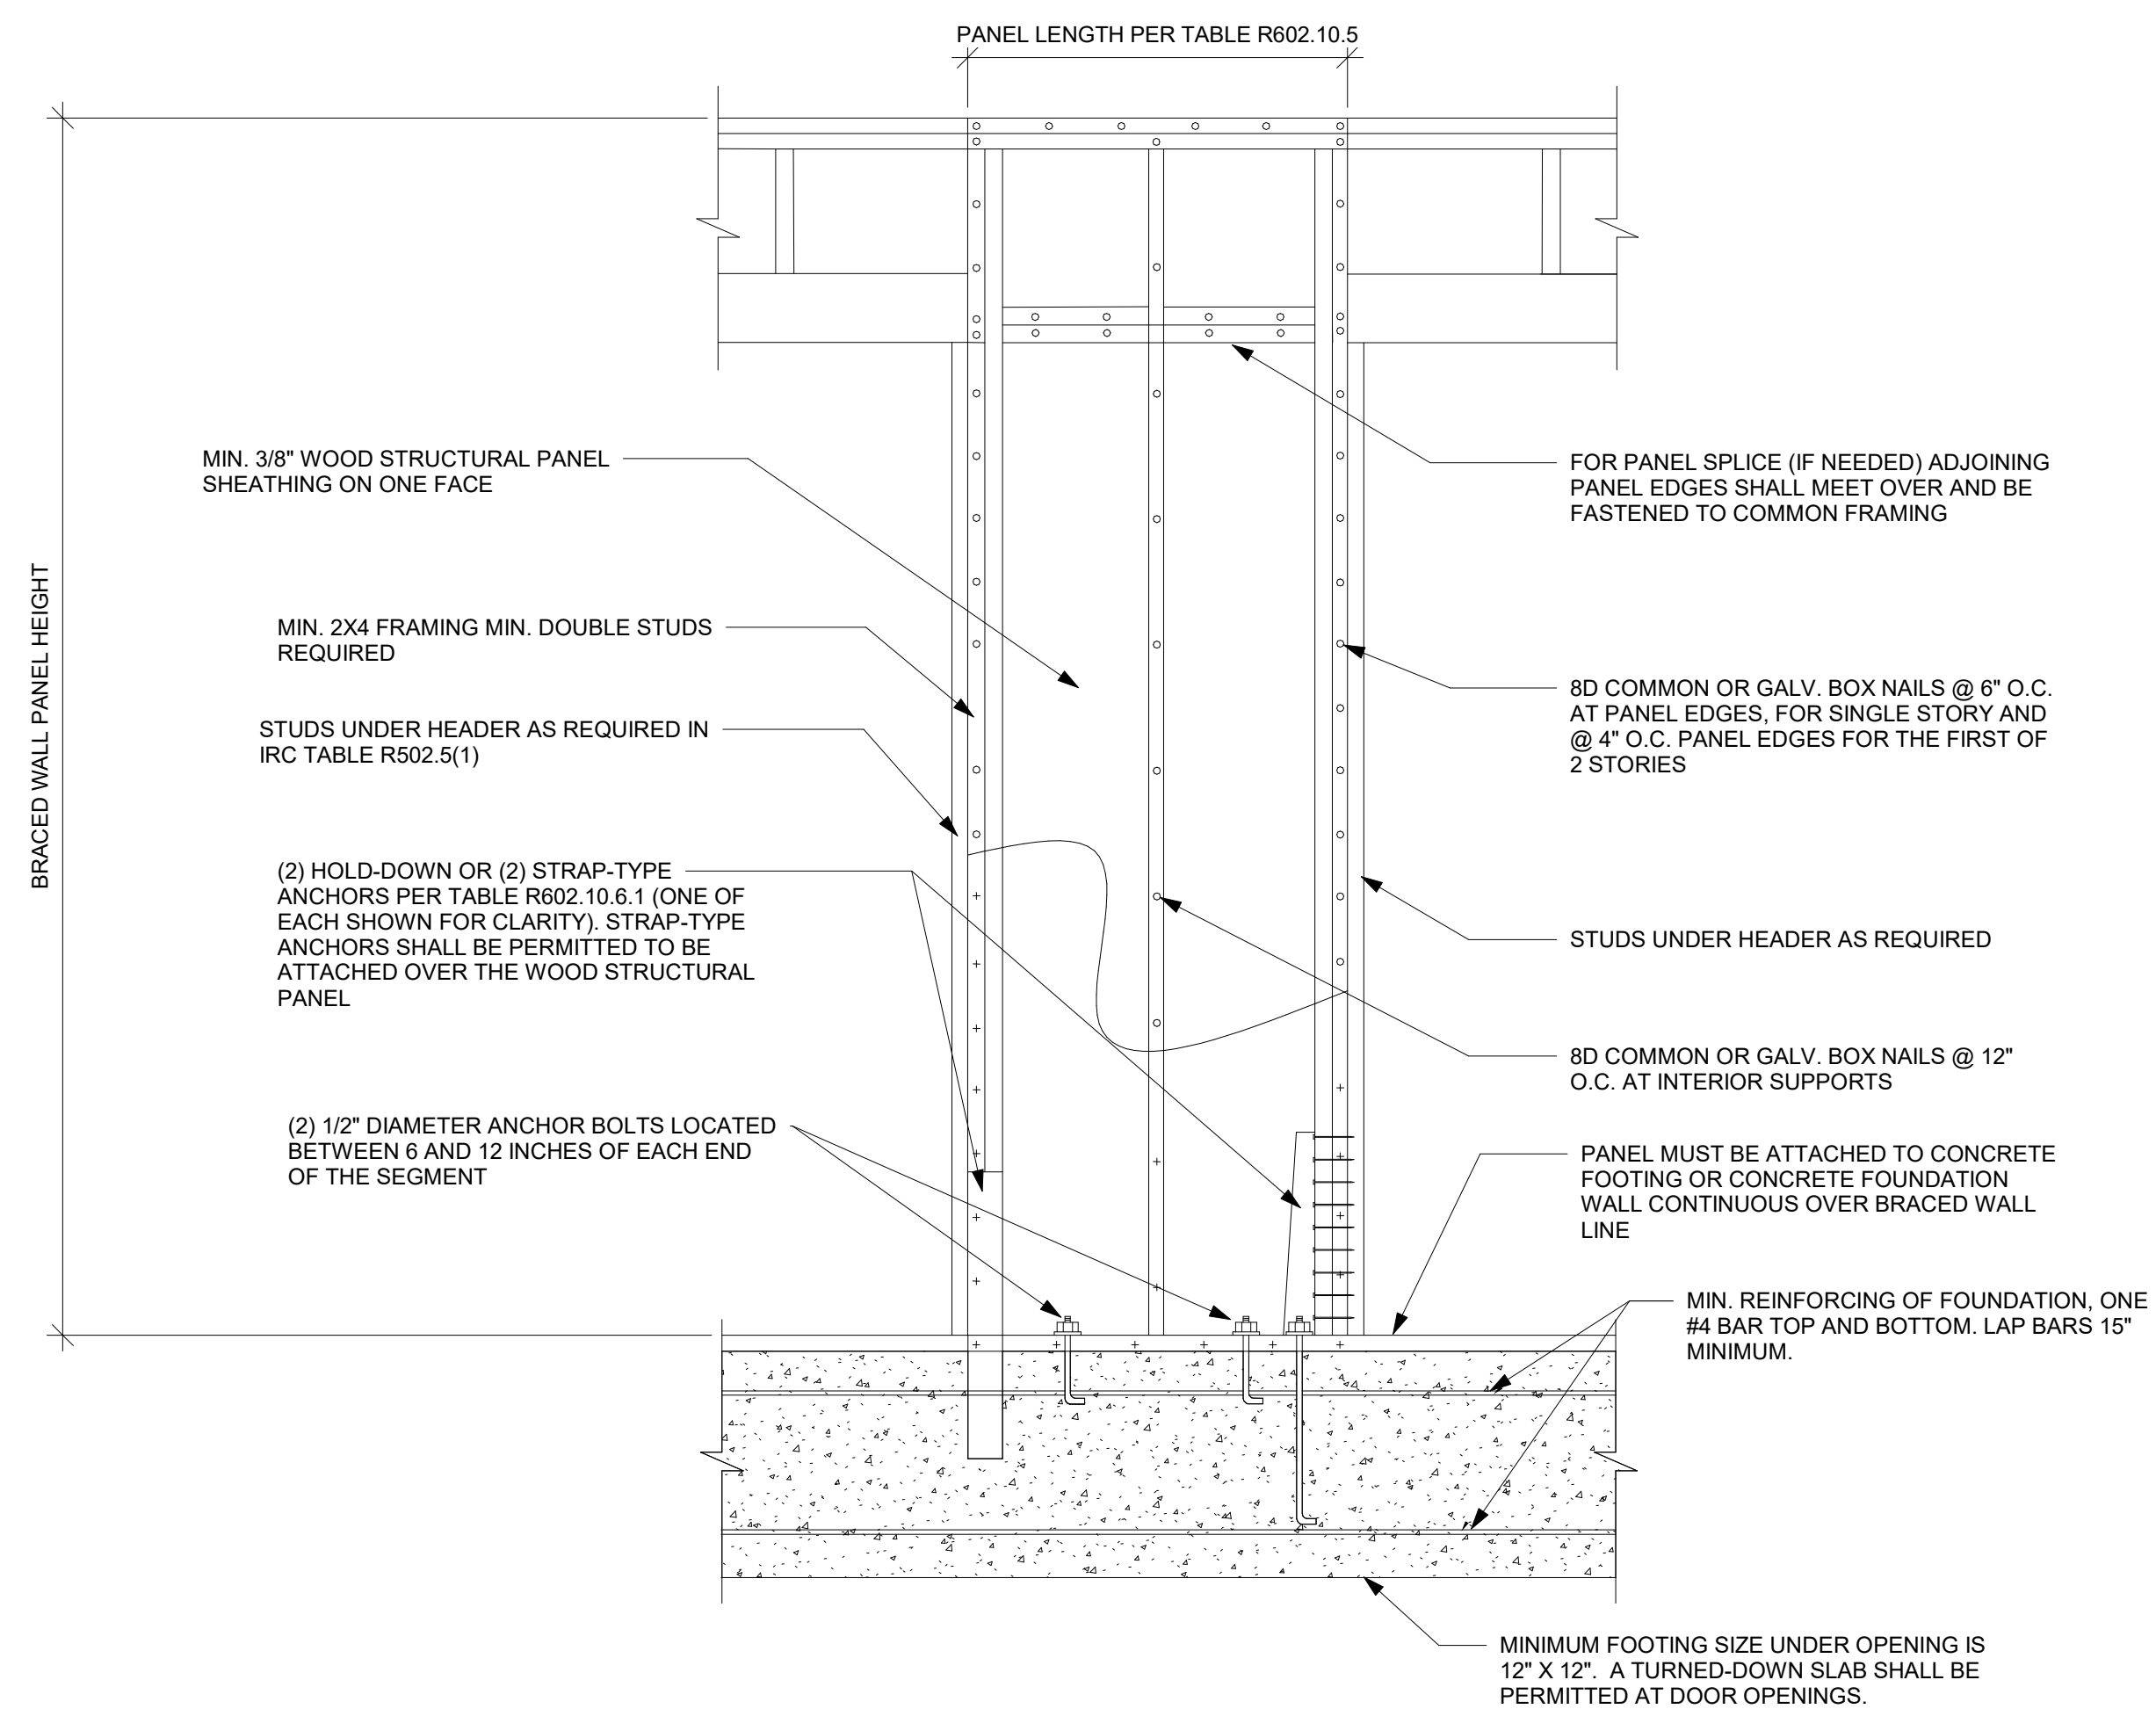 PANEL LENGTH PER TABLE R602.10.5
BRACED WALL PANEL HEIGHT
MIN. 3/8" WOOD STRUCTURAL PANEL
SHEATHING ON ONE FACE
MIN. 2X4 FRAMING MIN. DOUBLE STUDS
REQUIRED
STUDS UNDER HEADER AS REQUIRED IN
IRC TABLE R502.5(1)
(2) HOLD-DOWN OR (2) STRAP-TYPE
ANCHORS PER TABLE R602.10.6.1 (ONE OF
EACH SHOWN FOR CLARITY). STRAP-TYPE
ANCHORS SHALL BE PERMITTED TO BE
ATTACHED OVER THE WOOD STRUCTURAL
PANEL
(2) 1/2" DIAMETER ANCHOR BOLTS LOCATED
BETWEEN 6 AND 12 INCHES OF EACH END
OF THE SEGMENT
FOR PANEL SPLICE (IF NEEDED) ADJOINING
PANEL EDGES SHALL MEET OVER AND BE
FASTENED TO COMMON FRAMING
8D COMMON OR GALV. BOX NAILS @ 6" O.C.
AT PANEL EDGES, FOR SINGLE STORY AND
@ 4" O.C. PANEL EDGES FOR THE FIRST OF
2 STORIES
STUDS UNDER HEADER AS REQUIRED
8D COMMON OR GALV. BOX NAILS @ 12"
O.C. AT INTERIOR SUPPORTS
PANEL MUST BE ATTACHED TO CONCRETE
FOOTING OR CONCRETE FOUNDATION
WALL CONTINUOUS OVER BRACED WALL
LINE
MIN. REINFORCING OF FOUNDATION, ONE
#4 BAR TOP AND BOTTOM. LAP BARS 15"
MINIMUM.
MINIMUM FOOTING SIZE UNDER OPENING IS
12" X 12". A TURNED-DOWN SLAB SHALL BE
PERMITTED AT DOOR OPENINGS.